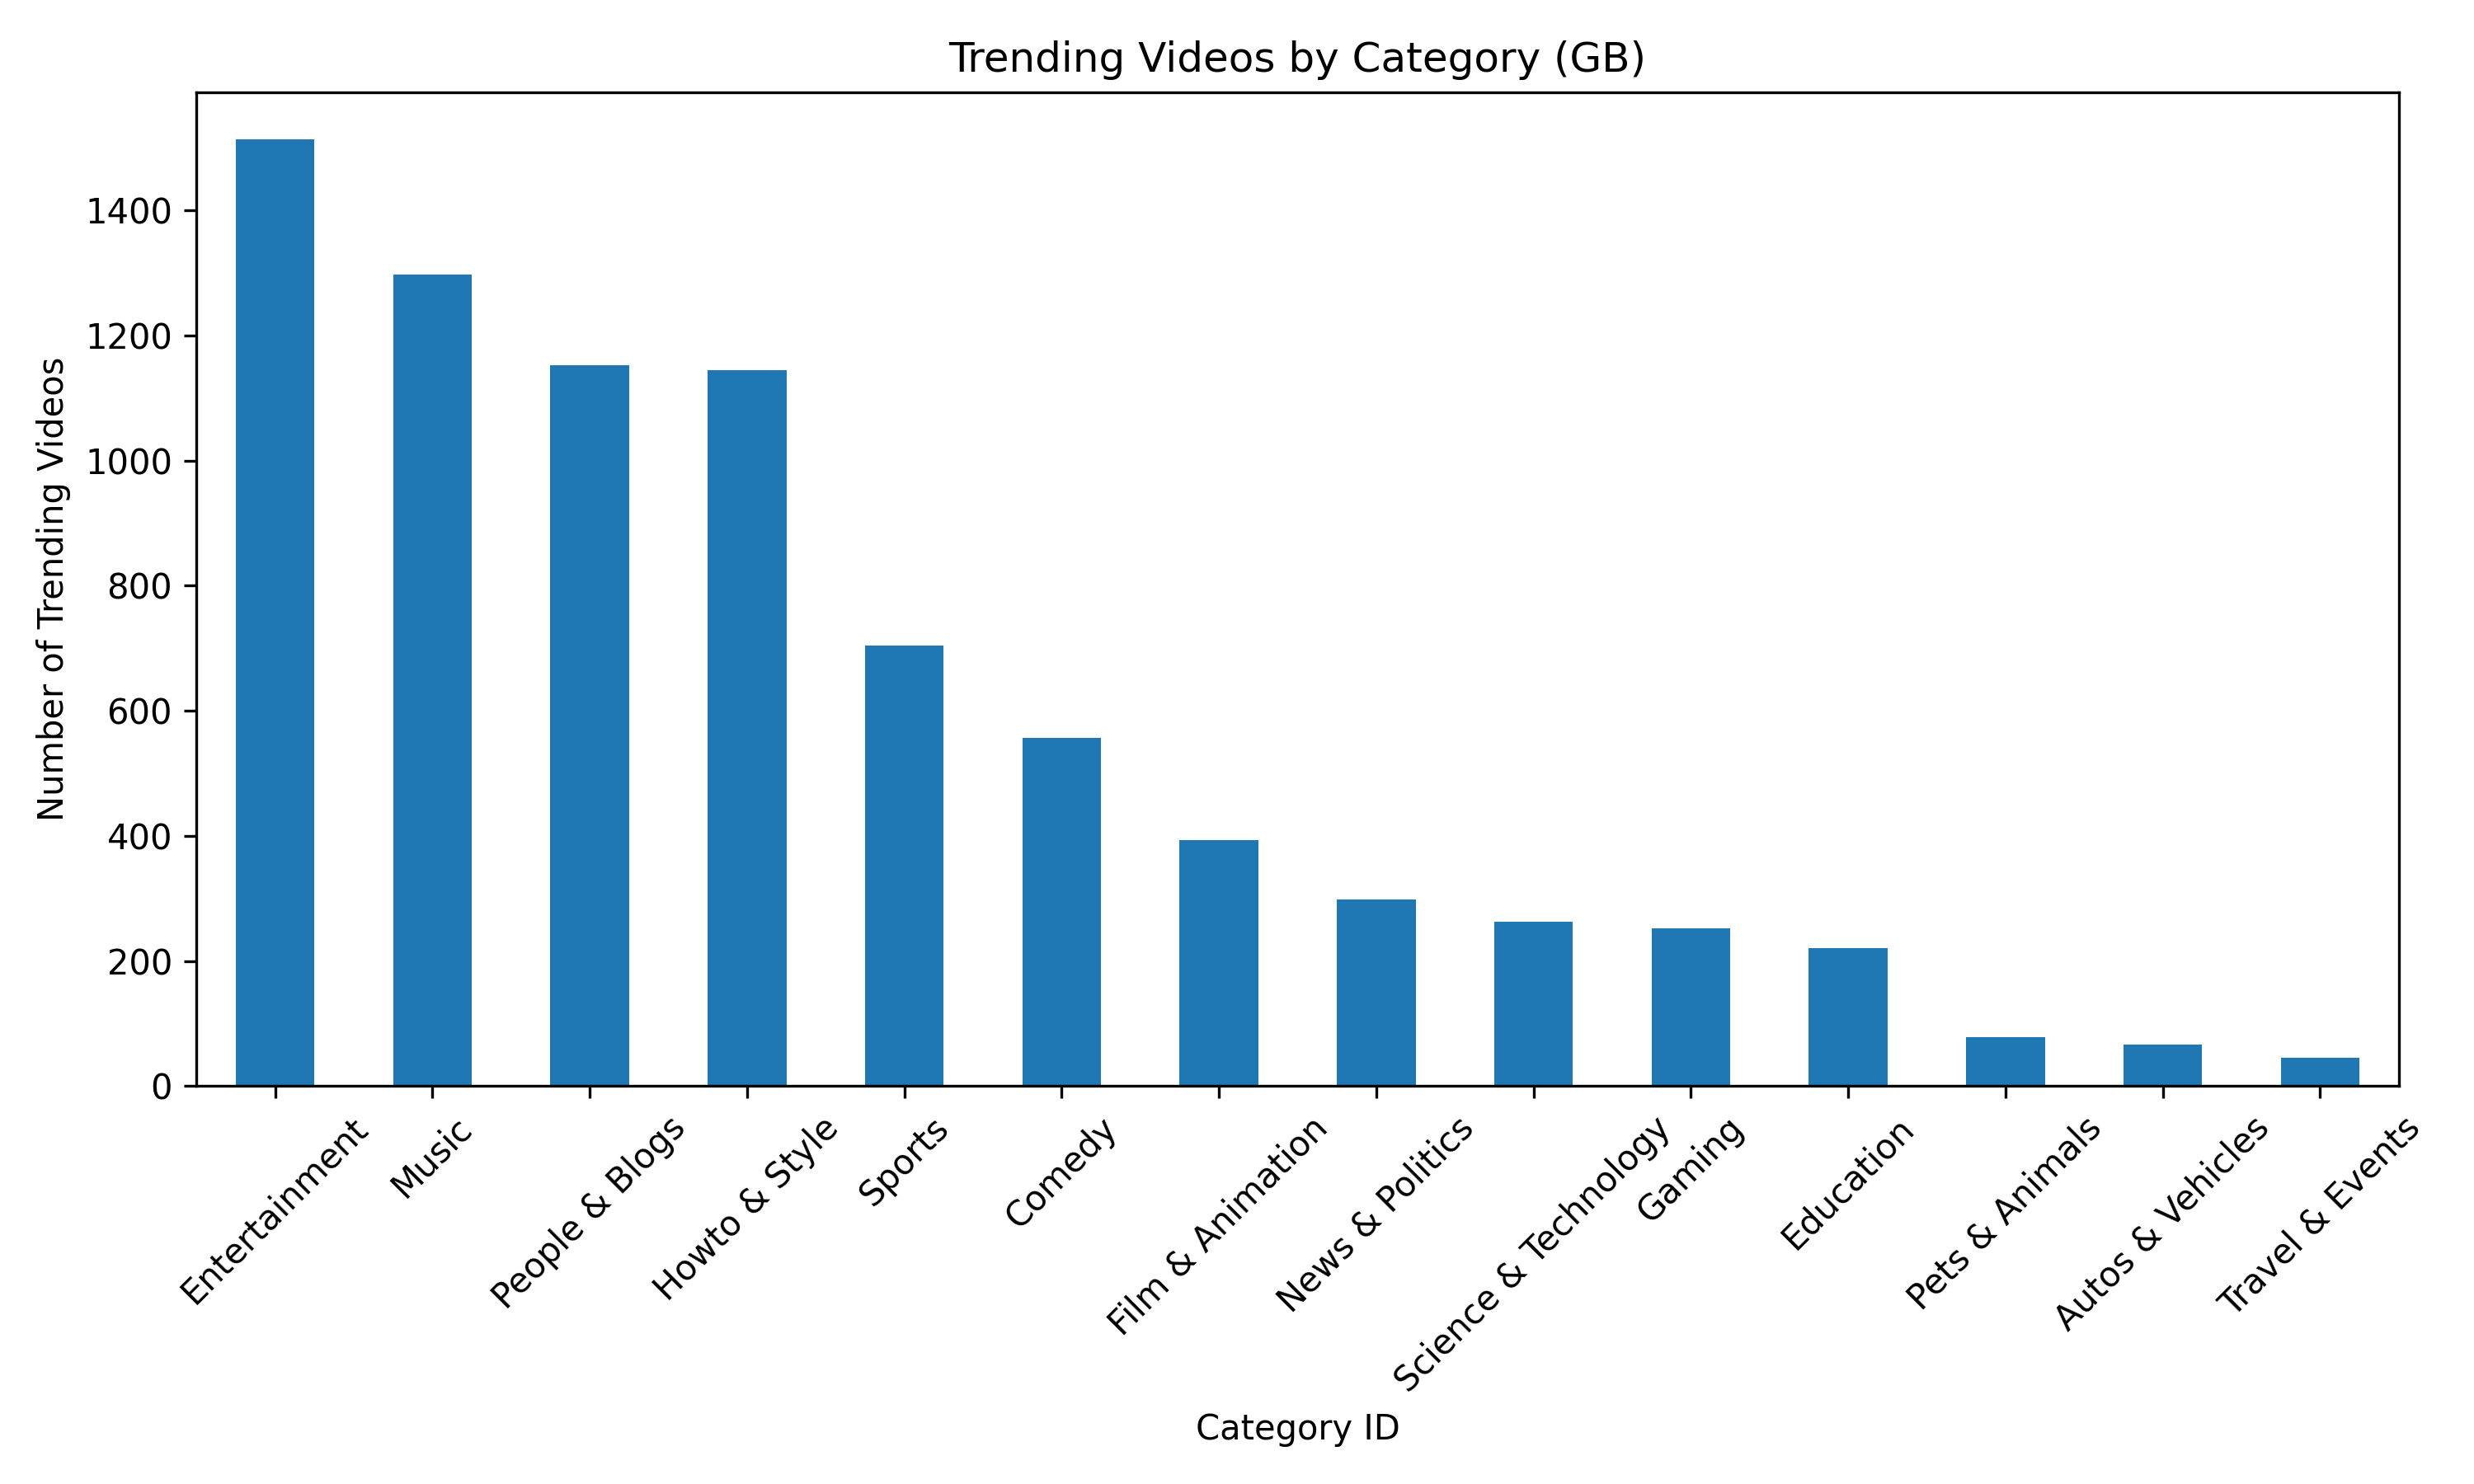 Trending Videos by Category (GB)
Number of Trending Videos
1400
1200
1000
800
600
400
200
0
Entertainment
Music
People & Blogs
Howto & Style
Sports
Comedy
Film & Animation
News & Politics
Science & Technology
Gaming
Education
Pets & Animals
Autos & Vehicles
Travel & Events
Category ID